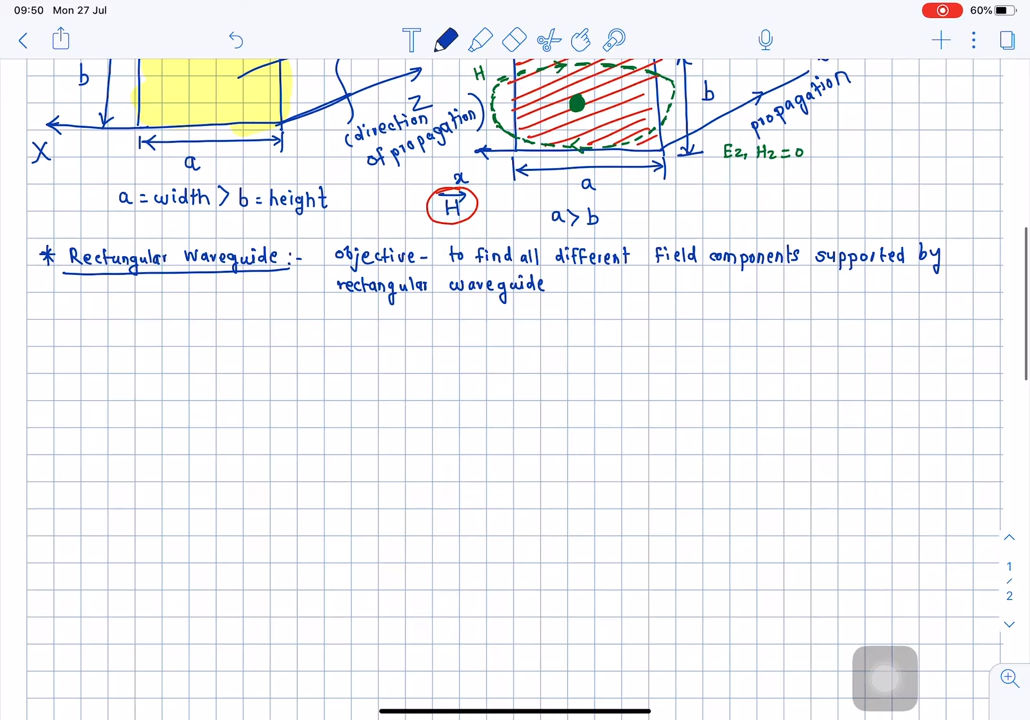 09:50 Mon 27 Jul
60%
b
H
b
Z
(direction
of propagation)
propagation
X
a
x
a
Ez, Hz = 0
a = width > b = height
H
a > b
* Rectangular Waveguide :- objective - to find all different field components supported by
rectangular waveguide
1
/
2